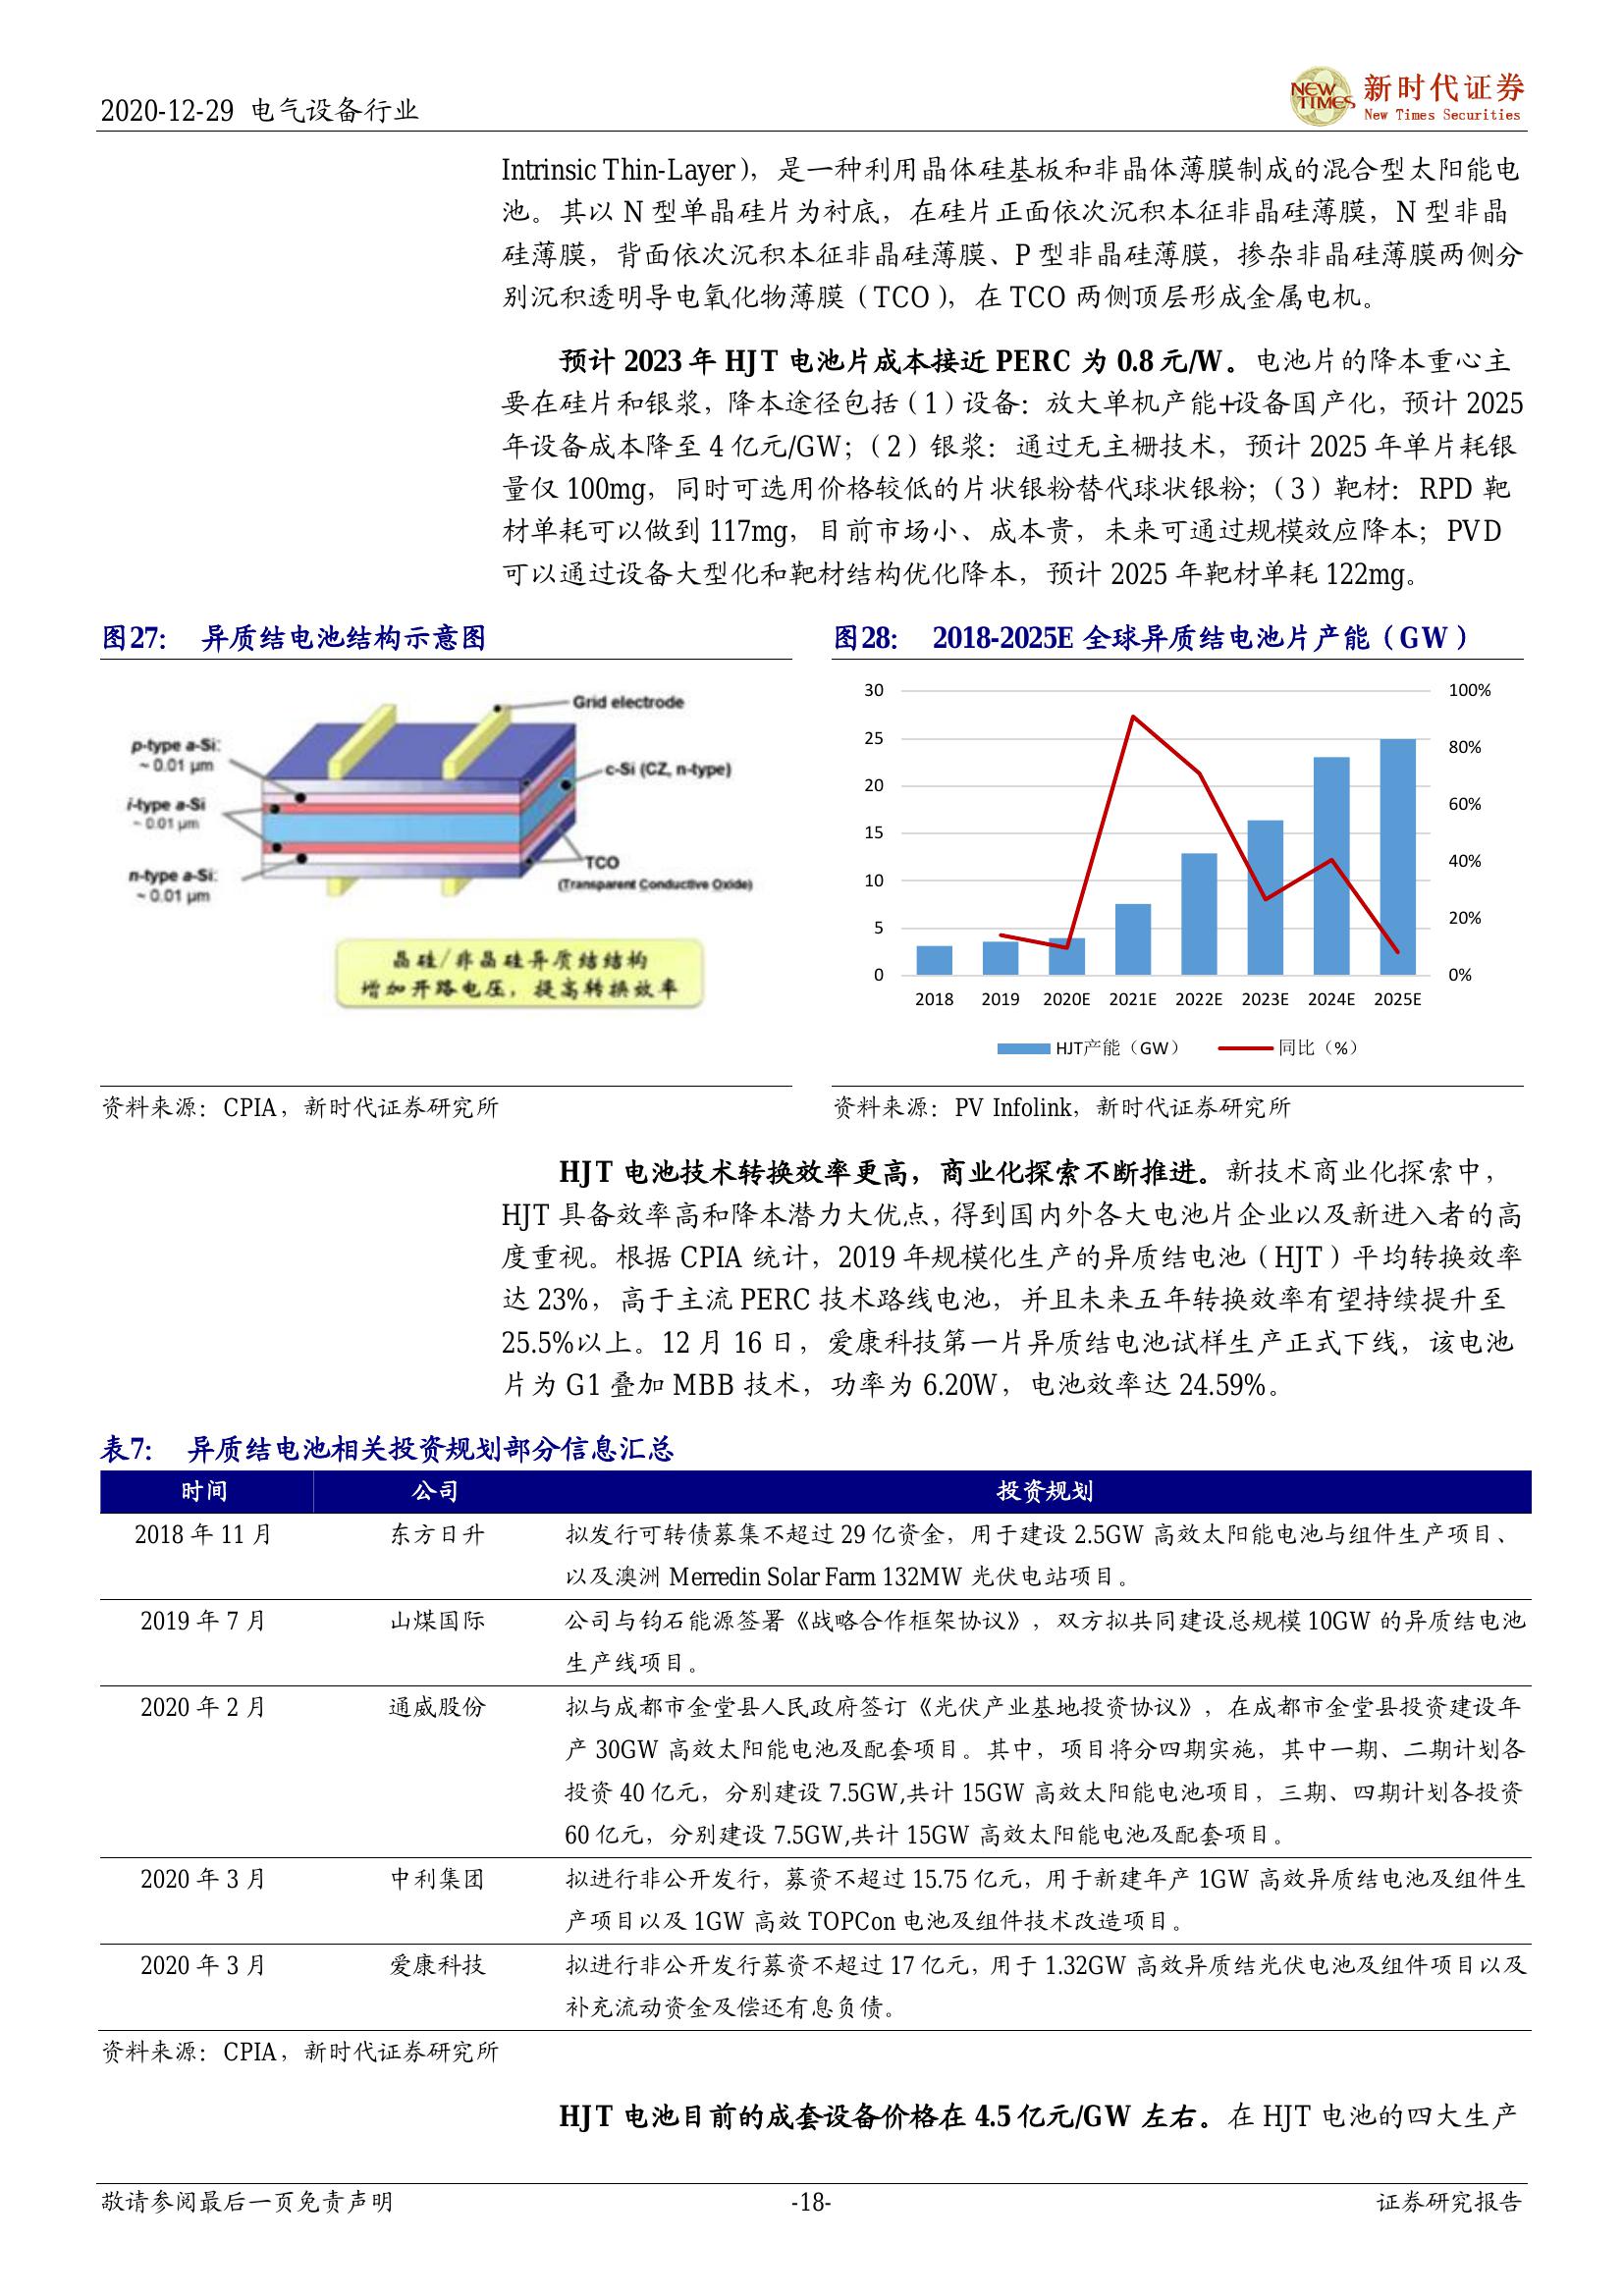 2020-12-29 电气设备行业
NEW TIMES
新时代证券
New Times Securities
Intrinsic Thin-Layer），是一种利用晶体硅基板和非晶体薄膜制成的混合型太阳能电
池。其以 N 型单晶硅片为衬底，在硅片正面依次沉积本征非晶硅薄膜，N 型非晶
硅薄膜，背面依次沉积本征非晶硅薄膜、P 型非晶硅薄膜，掺杂非晶硅薄膜两侧分
别沉积透明导电氧化物薄膜（TCO），在 TCO 两侧顶层形成金属电机。
预计 2023 年 HJT 电池片成本接近 PERC 为 0.8 元/W。电池片的降本重心主
要在硅片和银浆，降本途径包括（1）设备：放大单机产能+设备国产化，预计 2025
年设备成本降至 4 亿元/GW；（2）银浆：通过无主栅技术，预计 2025 年单片耗银
量仅 100mg，同时可选用价格较低的片状银粉替代球状银粉；（3）靶材：RPD 靶
材单耗可以做到 117mg，目前市场小、成本贵，未来可通过规模效应降本；PVD
可以通过设备大型化和靶材结构优化降本，预计 2025 年靶材单耗 122mg。
图27： 异质结电池结构示意图
Grid electrode
p-type a-Si:
~ 0.01 μm
c-Si (CZ, n-type)
i-type a-Si
~ 0.01 μm
TCO
(Transparent Conductive Oxide)
n-type a-Si:
~ 0.01 μm
晶硅/非晶硅异质结结构
增加开路电压，提高转换效率
资料来源：CPIA，新时代证券研究所
图28： 2018-2025E 全球异质结电池片产能（GW）
30 100%
25 80%
20 60%
15 40%
10 20%
5
0 0%
2018 2019 2020E 2021E 2022E 2023E 2024E 2025E
HJT产能（GW） 同比（%）
资料来源：PV Infolink，新时代证券研究所
HJT 电池技术转换效率更高，商业化探索不断推进。新技术商业化探索中，
HJT 具备效率高和降本潜力大优点，得到国内外各大电池片企业以及新进入者的高
度重视。根据 CPIA 统计，2019 年规模化生产的异质结电池（HJT）平均转换效率
达 23%，高于主流 PERC 技术路线电池，并且未来五年转换效率有望持续提升至
25.5%以上。12 月 16 日，爱康科技第一片异质结电池试样生产正式下线，该电池
片为 G1 叠加 MBB 技术，功率为 6.20W，电池效率达 24.59%。
表7： 异质结电池相关投资规划部分信息汇总
时间 公司 投资规划
2018 年 11 月 东方日升 拟发行可转债募集不超过 29 亿资金，用于建设 2.5GW 高效太阳能电池与组件生产项目、
以及澳洲 Merredin Solar Farm 132MW 光伏电站项目。
2019 年 7 月 山煤国际 公司与钧石能源签署《战略合作框架协议》，双方拟共同建设总规模 10GW 的异质结电池
生产线项目。
2020 年 2 月 通威股份 拟与成都市金堂县人民政府签订《光伏产业基地投资协议》，在成都市金堂县投资建设年
产 30GW 高效太阳能电池及配套项目。其中，项目将分四期实施，其中一期、二期计划各
投资 40 亿元，分别建设 7.5GW,共计 15GW 高效太阳能电池项目，三期、四期计划各投资
60 亿元，分别建设 7.5GW,共计 15GW 高效太阳能电池及配套项目。
2020 年 3 月 中利集团 拟进行非公开发行，募资不超过 15.75 亿元，用于新建年产 1GW 高效异质结电池及组件生
产项目以及 1GW 高效 TOPCon 电池及组件技术改造项目。
2020 年 3 月 爱康科技 拟进行非公开发行募资不超过 17 亿元，用于 1.32GW 高效异质结光伏电池及组件项目以及
补充流动资金及偿还有息负债。
资料来源：CPIA，新时代证券研究所
HJT 电池目前的成套设备价格在 4.5 亿元/GW 左右。在 HJT 电池的四大生产
敬请参阅最后一页免责声明 -18- 证券研究报告